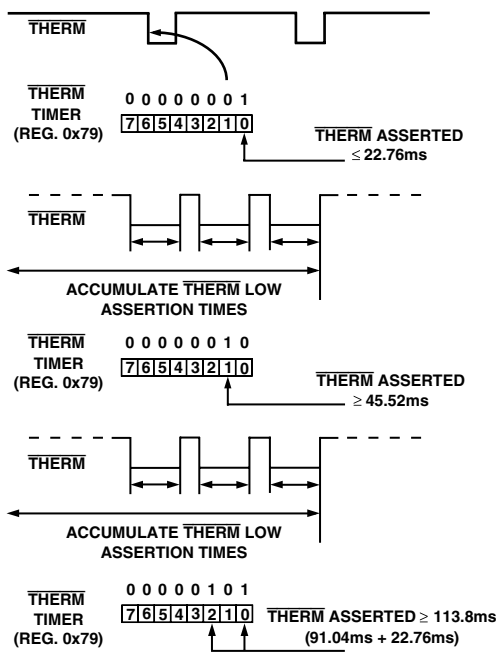 THERM
THERM
TIMER
(REG. 0x79)
0 0 0 0 0 0 0 1
7 6 5 4 3 2 1 0
THERM ASSERTED
≤ 22.76ms
THERM
ACCUMULATE THERM LOW
ASSERTION TIMES
THERM
TIMER
(REG. 0x79)
0 0 0 0 0 0 1 0
7 6 5 4 3 2 1 0
THERM ASSERTED
≥ 45.52ms
THERM
ACCUMULATE THERM LOW
ASSERTION TIMES
THERM
TIMER
(REG. 0x79)
0 0 0 0 0 1 0 1
7 6 5 4 3 2 1 0
THERM ASSERTED ≥ 113.8ms
(91.04ms + 22.76ms)